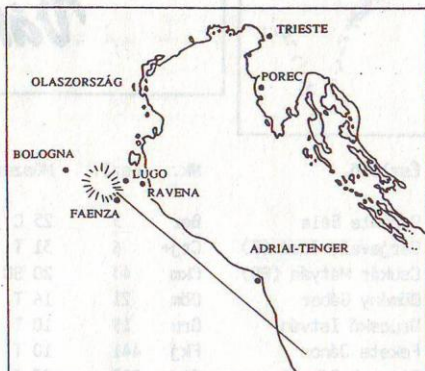 TRIESTE
OLASZORSZÁG
POREC
BOLOGNA
LUGO
RAVENA
FAENZA
ADRIAI-TENGER